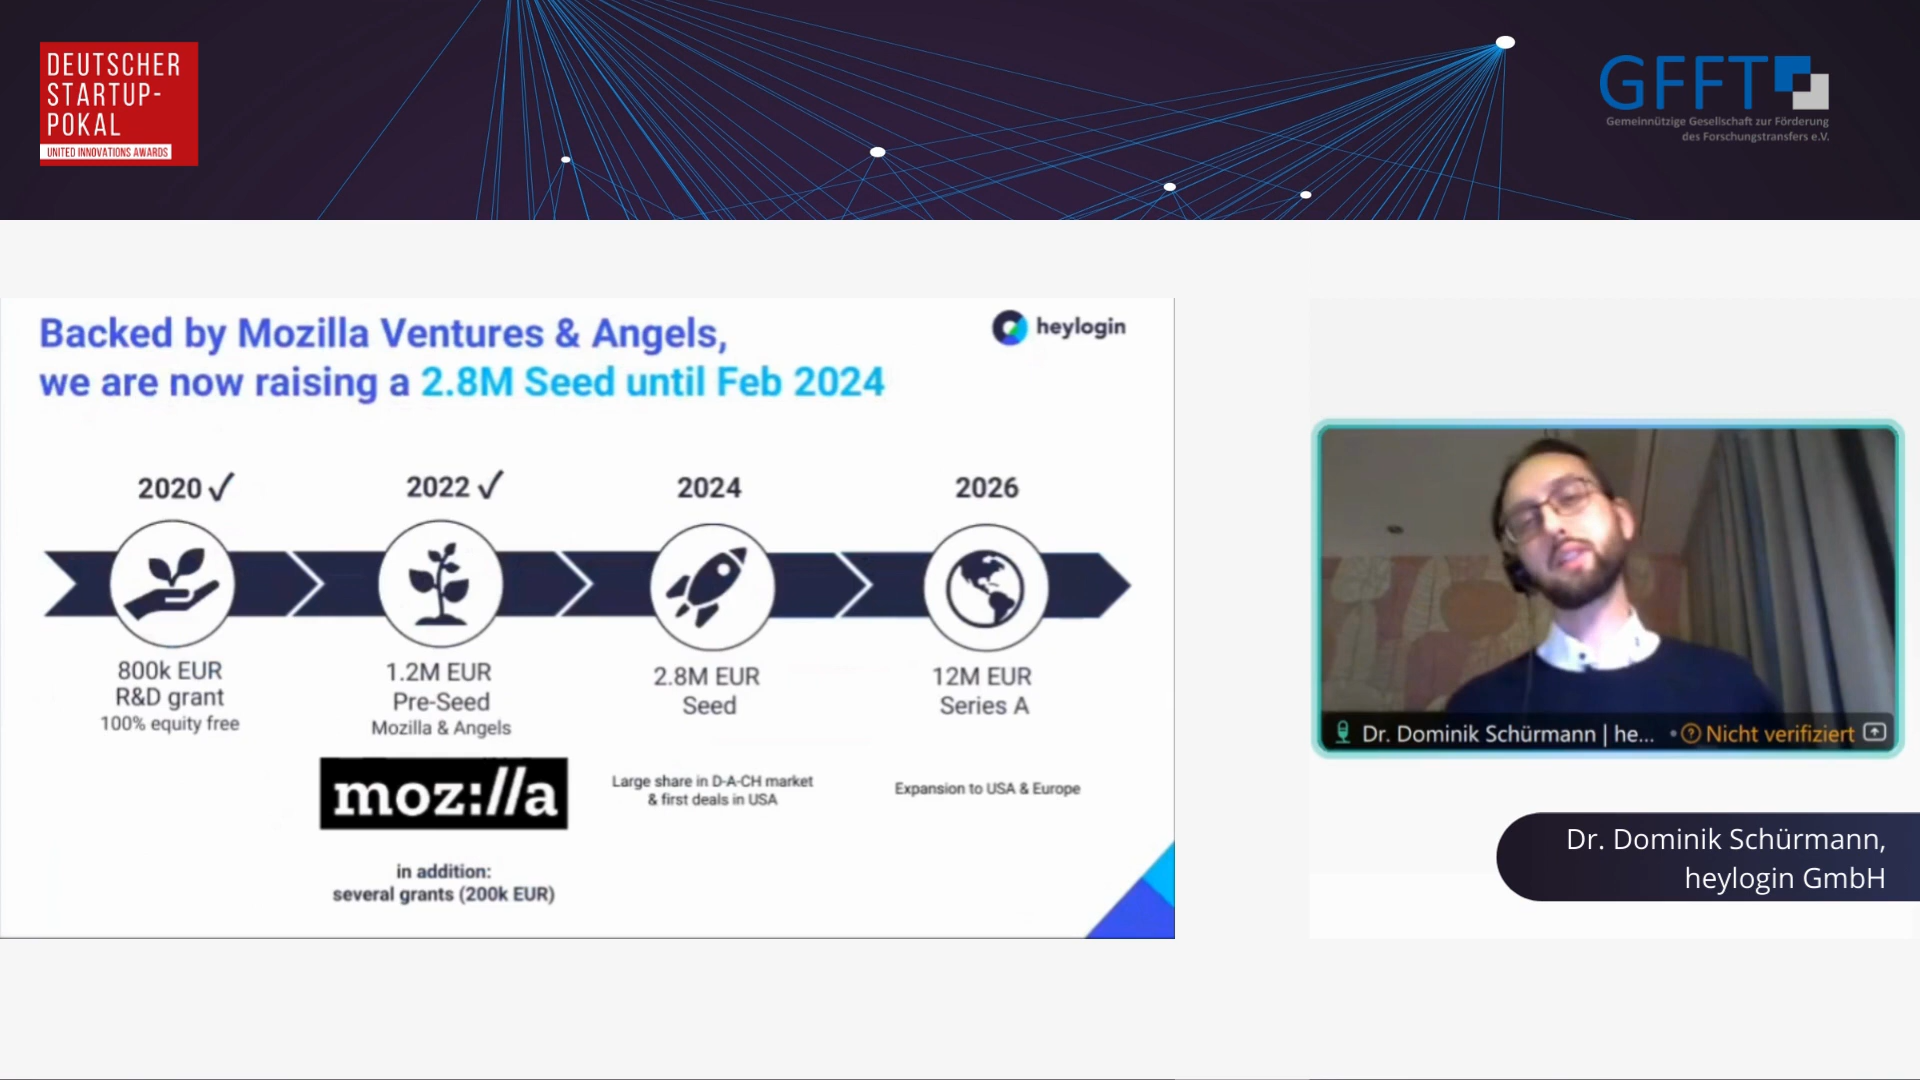 DEUTSCHER
STARTUP-
POKAL
UNITED INNOVATIONS AWARDS
GFFT
Gemeinnützige Gesellschaft zur Förderung
des Forschungstransfers e.V.
Backed by Mozilla Ventures & Angels,
we are now raising a 2.8M Seed until Feb 2024
heylogin
2020
800k EUR
R&D grant
100% equity free
2022
1.2M EUR
Pre-Seed
Mozilla & Angels
moz://a
in addition:
several grants (200k EUR)
2024
2.8M EUR
Seed
Large share in D-A-CH market
& first deals in USA
2026
12M EUR
Series A
Expansion to USA & Europe
Dr. Dominik Schürmann | he... • Nicht verifiziert
Dr. Dominik Schürmann,
heylogin GmbH